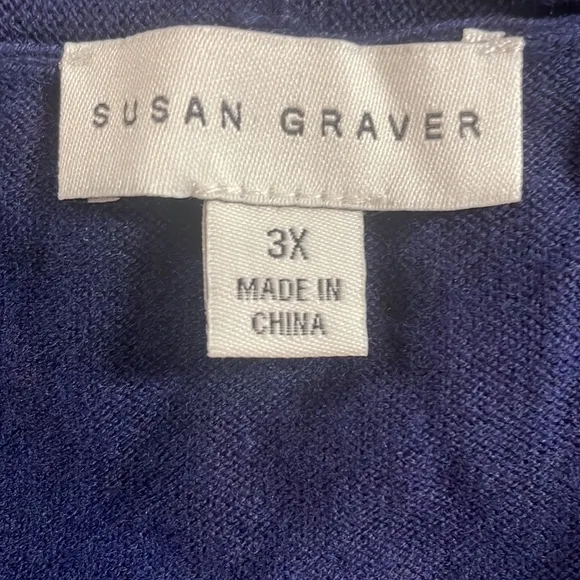 SUSAN GRAVER
3X
MADE IN
CHINA